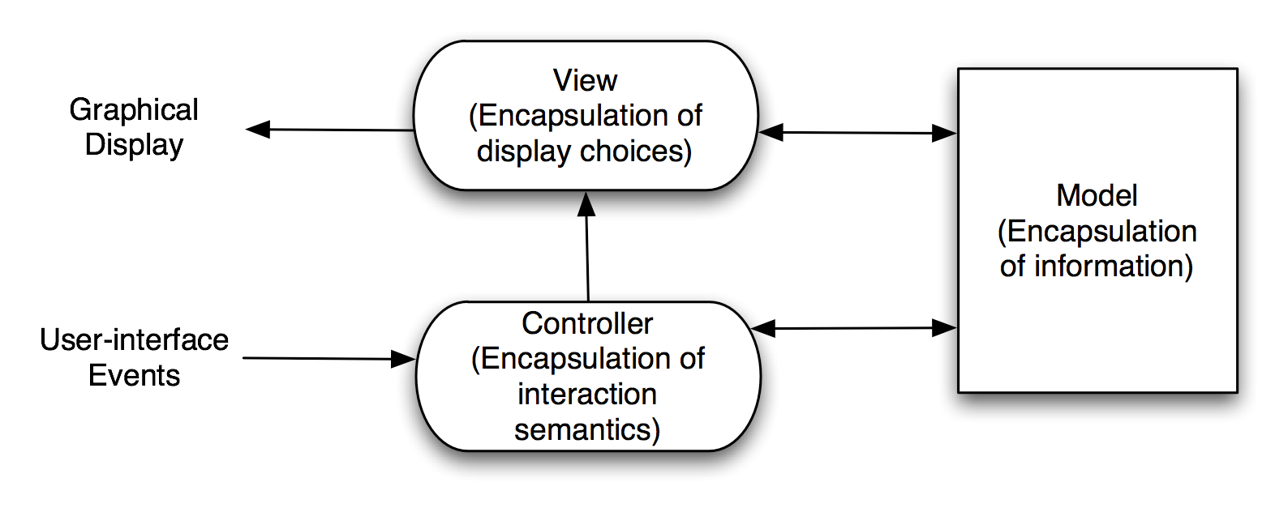 Graphical
Display
View
(Encapsulation of
display choices)
Model
(Encapsulation
of information)
User-interface
Events
Controller
(Encapsulation of
interaction
semantics)